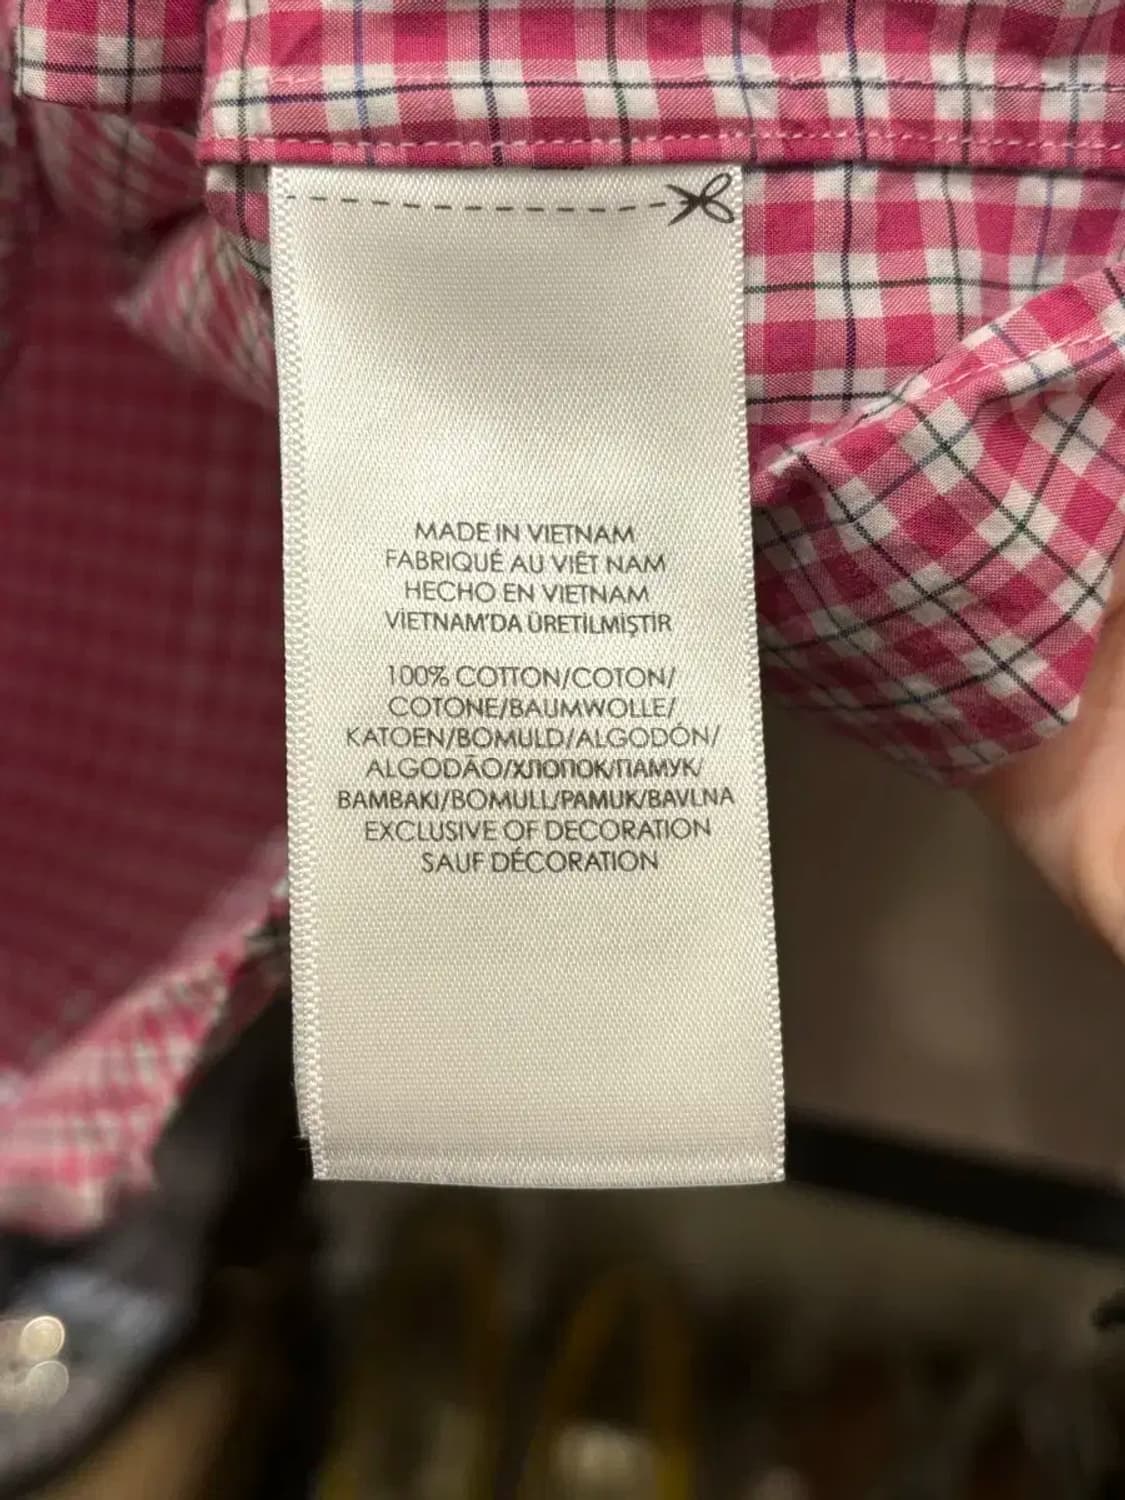 MADE IN VIETNAM
FABRIQUÉ AU VIÊT NAM
HECHO EN VIETNAM
VİETNAM'DA ÜRETİLMİŞTİR
100% COTTON/COTON/
COTONE/BAUMWOLLE/
KATOEN/BOMULD/ALGODÓN/
ALGODÃO/ХЛОПОК/ПАМУК/
BAMBAKI/BOMULL/PAMUK/BAVLNA
EXCLUSIVE OF DECORATION
SAUF DÉCORATION